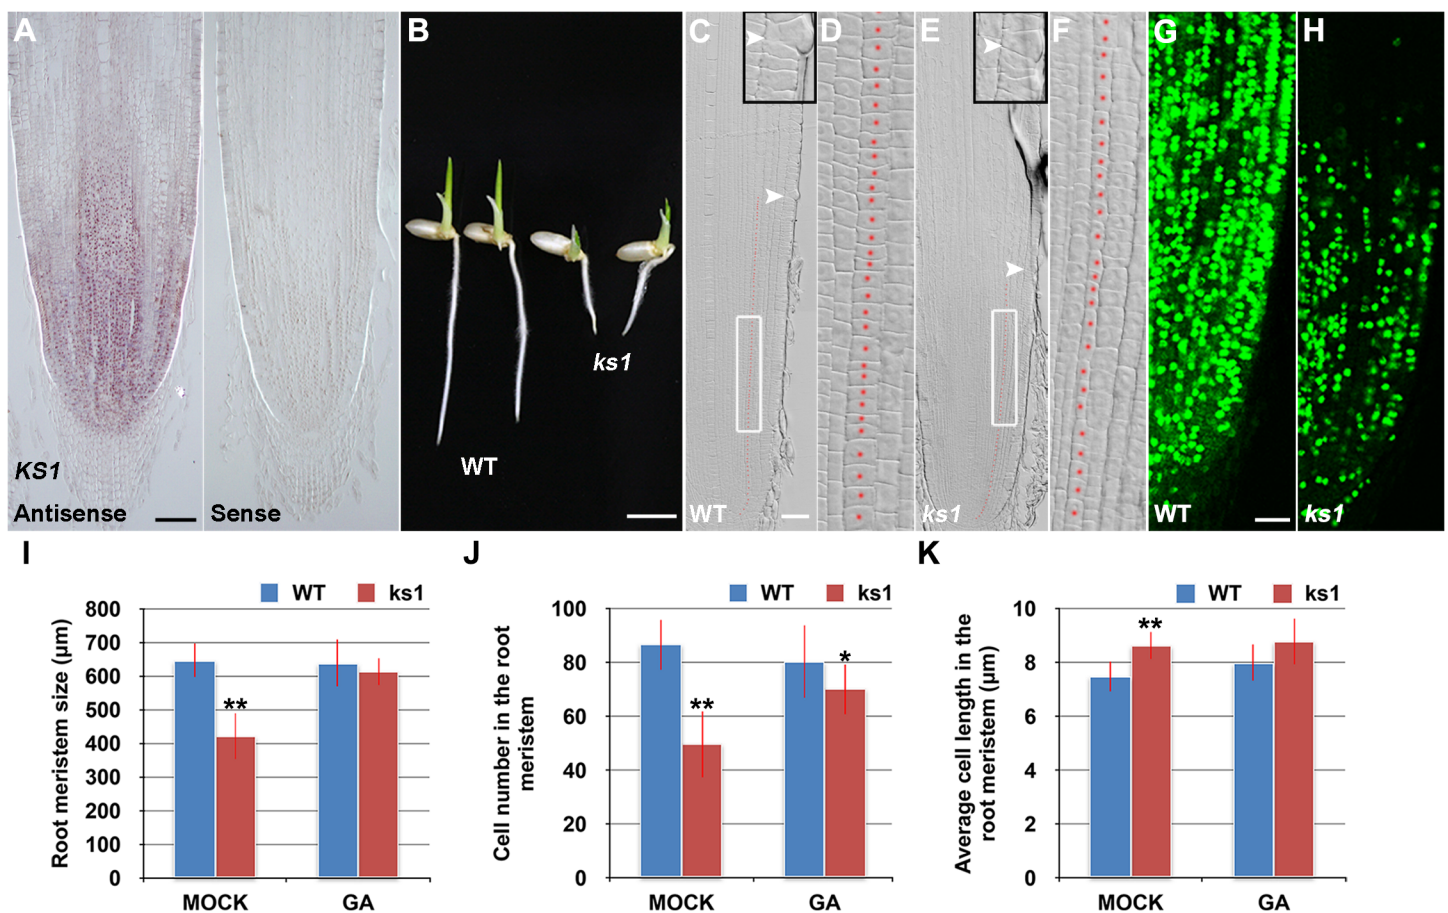 A
B
C
D
E
F
G
H
KS1
Antisense
Sense
WT
ks1
WT
ks1
WT
ks1
I
WT
ks1
Root meristem size (µm)
800
700
600
500
400
300
200
100
0
**
MOCK
GA
J
WT
ks1
Cell number in the root
meristem
100
80
60
40
20
0
**
*
MOCK
GA
K
WT
ks1
Average cell length in the
root meristem (µm)
10
8
6
4
2
0
**
MOCK
GA